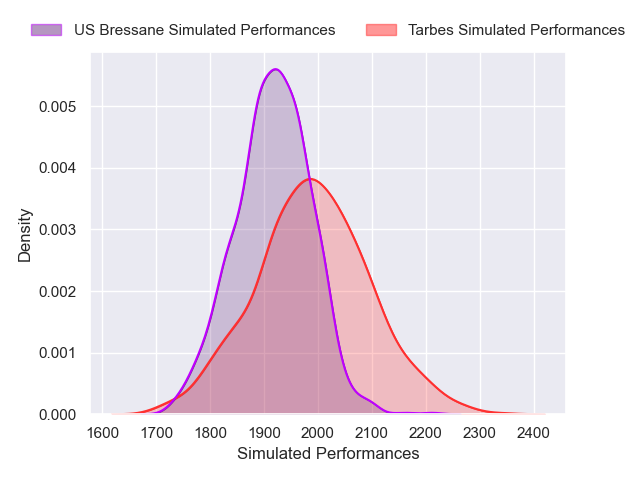 US Bressane Simulated Performances
Tarbes Simulated Performances
Density
0.005
0.004
0.003
0.002
0.001
0.000
1600 1700 1800 1900 2000 2100 2200 2300 2400
Simulated Performances